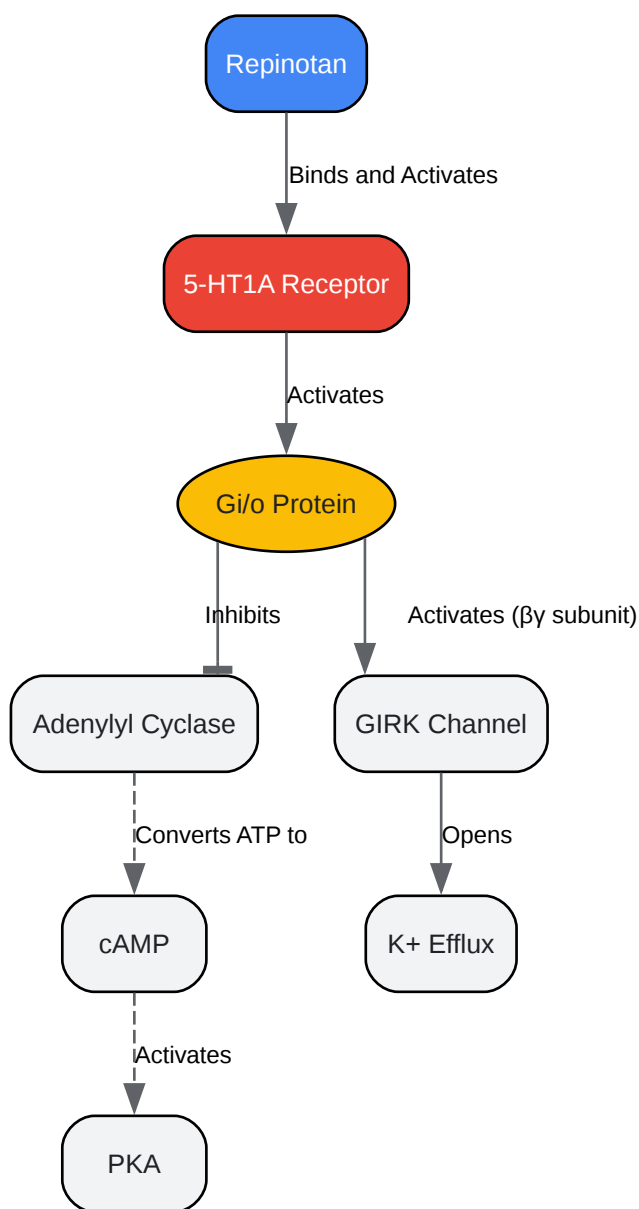 Repinotan
Binds and Activates
5-HT1A Receptor
Activates
Gi/o Protein
Inhibits
Activates (βγ subunit)
Adenylyl Cyclase
GIRK Channel
Converts ATP to
Opens
cAMP
K+ Efflux
Activates
PKA